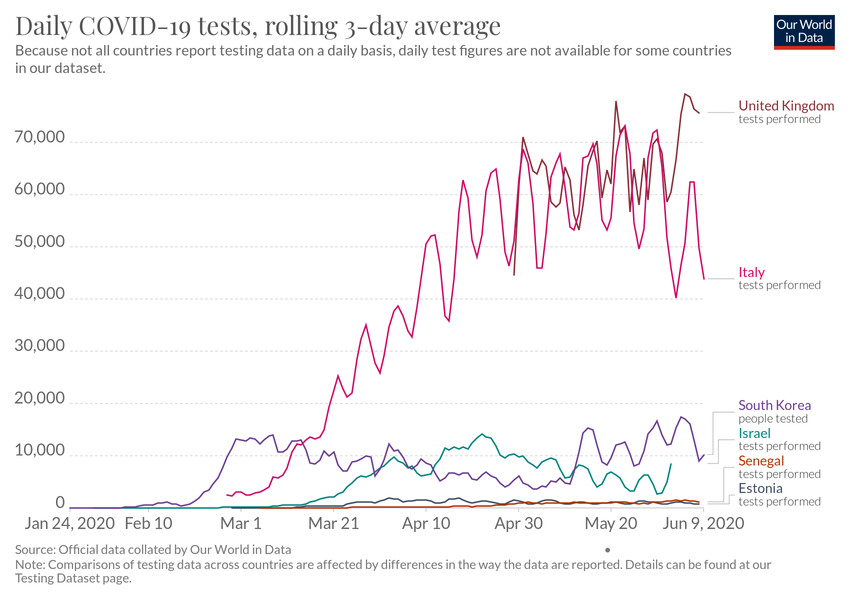 Daily COVID-19 tests, rolling 3-day average
Our World
in Data
Because not all countries report testing data on a daily basis, daily test figures are not available for some countries
in our dataset.
United Kingdom
tests performed
70,000
60,000
50,000
40,000
30,000
20,000
10,000
0
Italy
tests performed
South Korea
people tested
Israel
tests performed
Senegal
tests performed
Estonia
tests performed
Jan 24, 2020 Feb 10 Mar 1 Mar 21 Apr 10 Apr 30 May 20 Jun 9, 2020
Source: Official data collated by Our World in Data
Note: Comparisons of testing data across countries are affected by differences in the way the data are reported. Details can be found at our
Testing Dataset page.